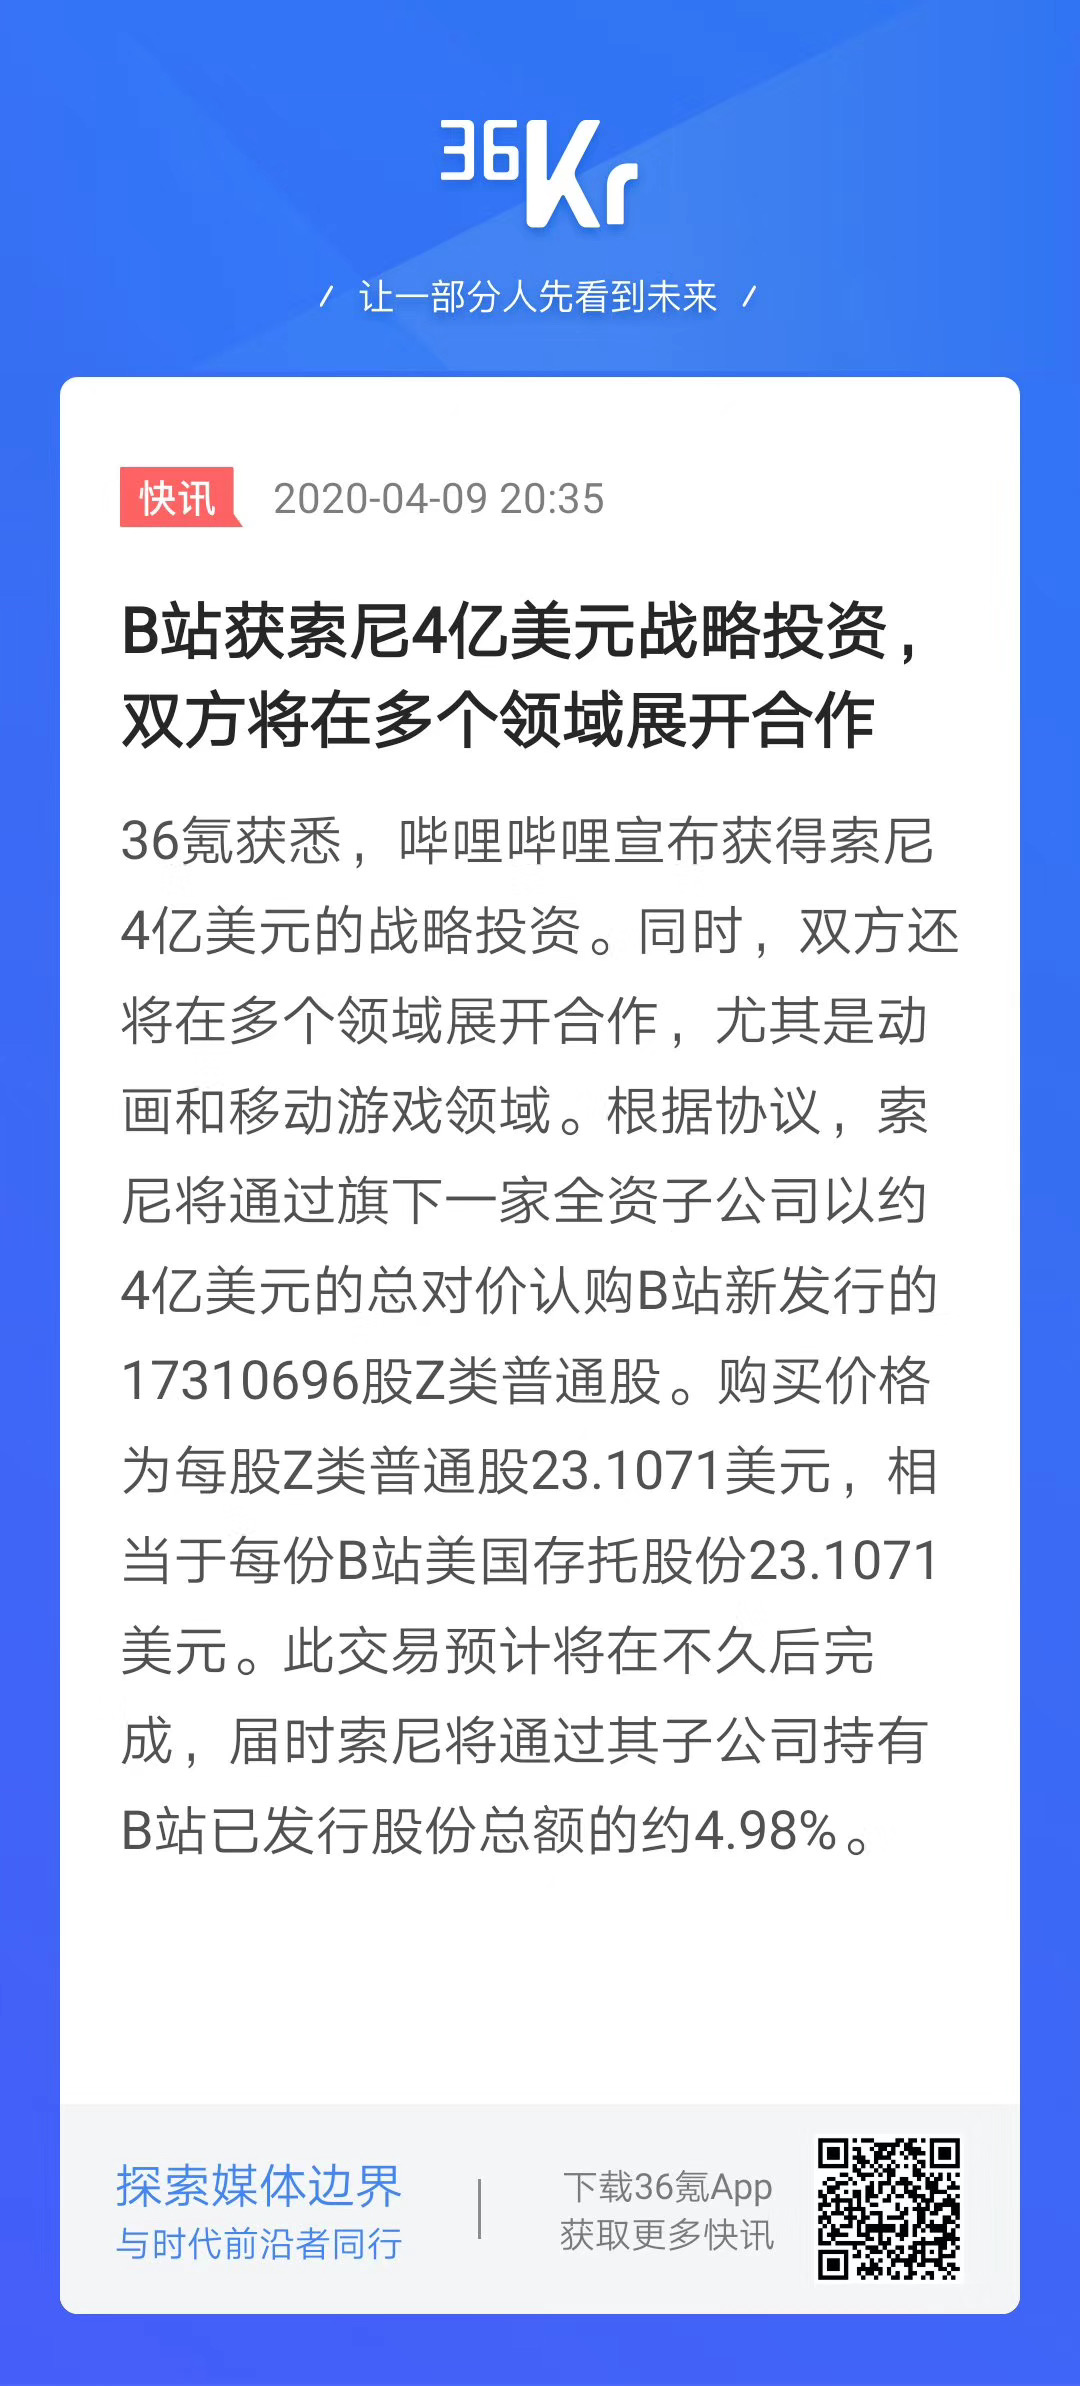 36Kr
/ 让一部分人先看到未来 /
快讯 2020-04-09 20:35
B站获索尼4亿美元战略投资，
双方将在多个领域展开合作
36氪获悉，哔哩哔哩宣布获得索尼
4亿美元的战略投资。同时，双方还
将在多个领域展开合作，尤其是动
画和移动游戏领域。根据协议，索
尼将通过旗下一家全资子公司以约
4亿美元的总对价认购B站新发行的
17310696股Z类普通股。购买价格
为每股Z类普通股23.1071美元，相
当于每份B站美国存托股份23.1071
美元。此交易预计将在不久后完
成，届时索尼将通过其子公司持有
B站已发行股份总额的约4.98%。
探索媒体边界
与时代前沿者同行
下载36氪App
获取更多快讯